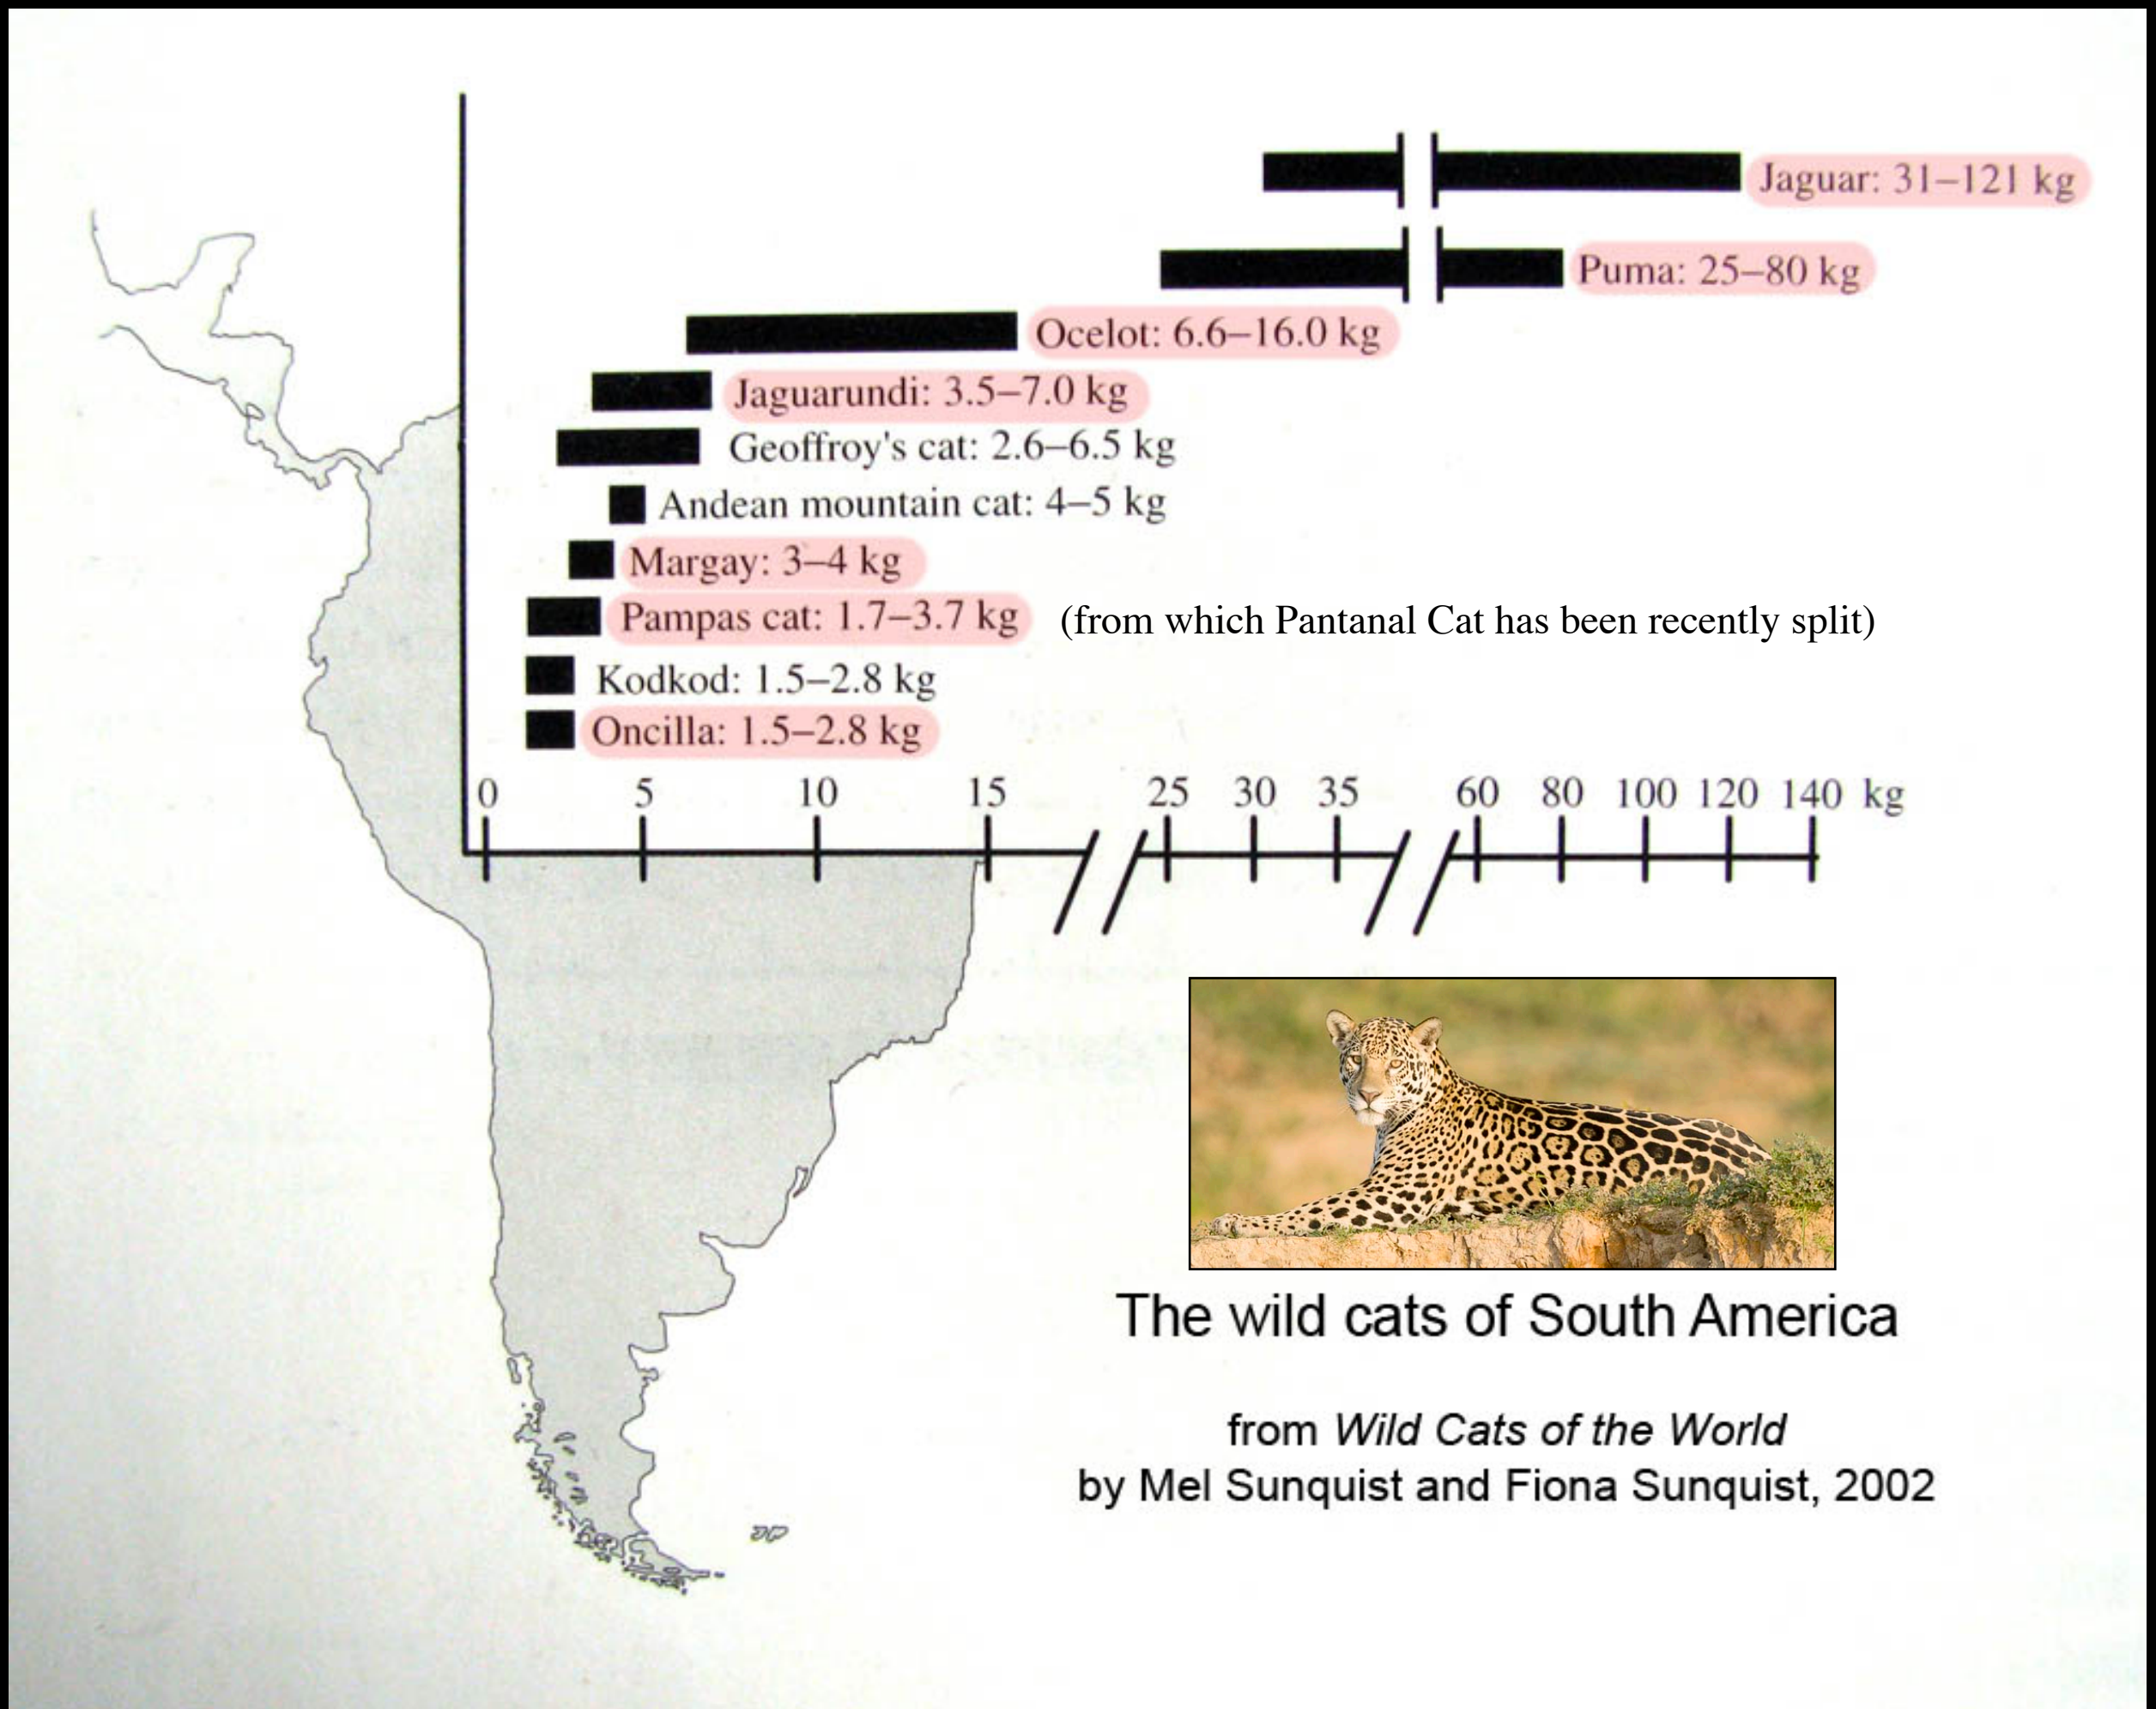 Jaguar: 31–121 kg
Puma: 25–80 kg
Ocelot: 6.6–16.0 kg
Jaguarundi: 3.5–7.0 kg
Geoffroy's cat: 2.6–6.5 kg
Andean mountain cat: 4–5 kg
Margay: 3–4 kg
Pampas cat: 1.7–3.7 kg (from which Pantanal Cat has been recently split)
Kodkod: 1.5–2.8 kg
Oncilla: 1.5–2.8 kg
0 5 10 15 25 30 35 60 80 100 120 140 kg
The wild cats of South America
from Wild Cats of the World
by Mel Sunquist and Fiona Sunquist, 2002